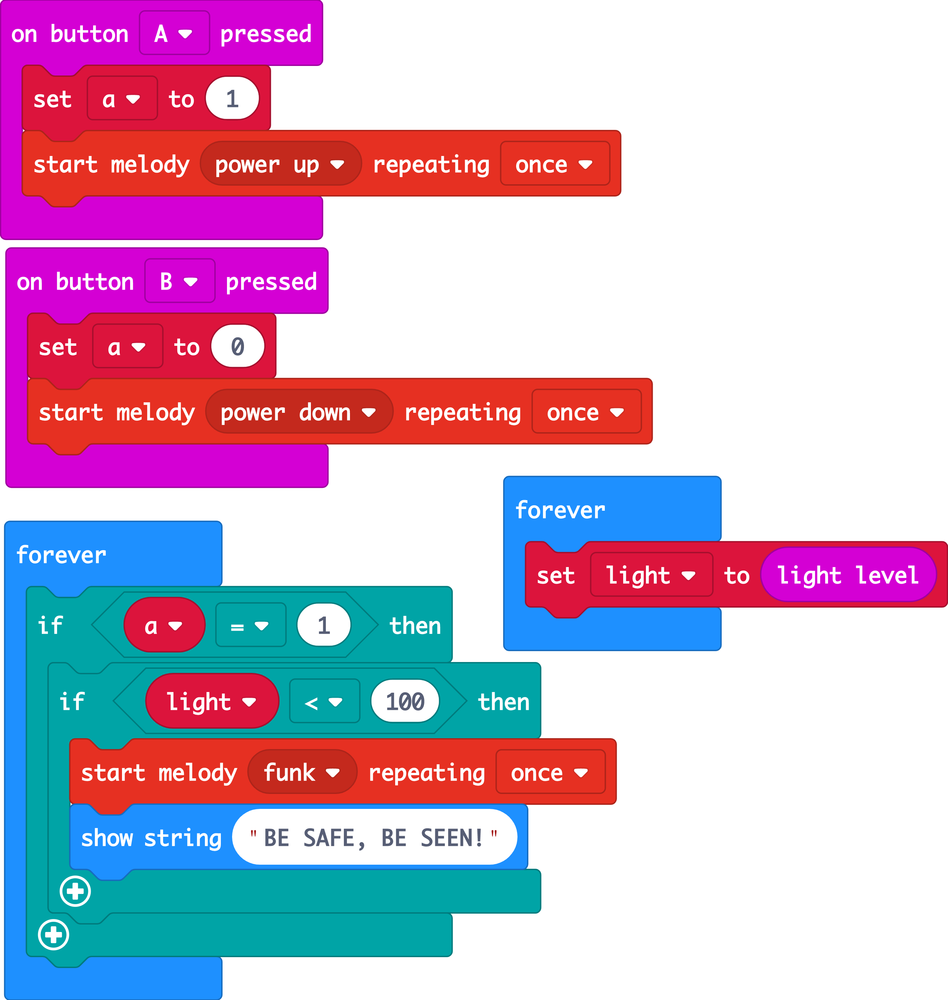 on button A pressed
set a to 1
start melody power up repeating once
on button B pressed
set a to 0
start melody power down repeating once
forever
set light to light level
forever
if a = 1 then
if light < 100 then
start melody funk repeating once
show string "BE SAFE, BE SEEN!"